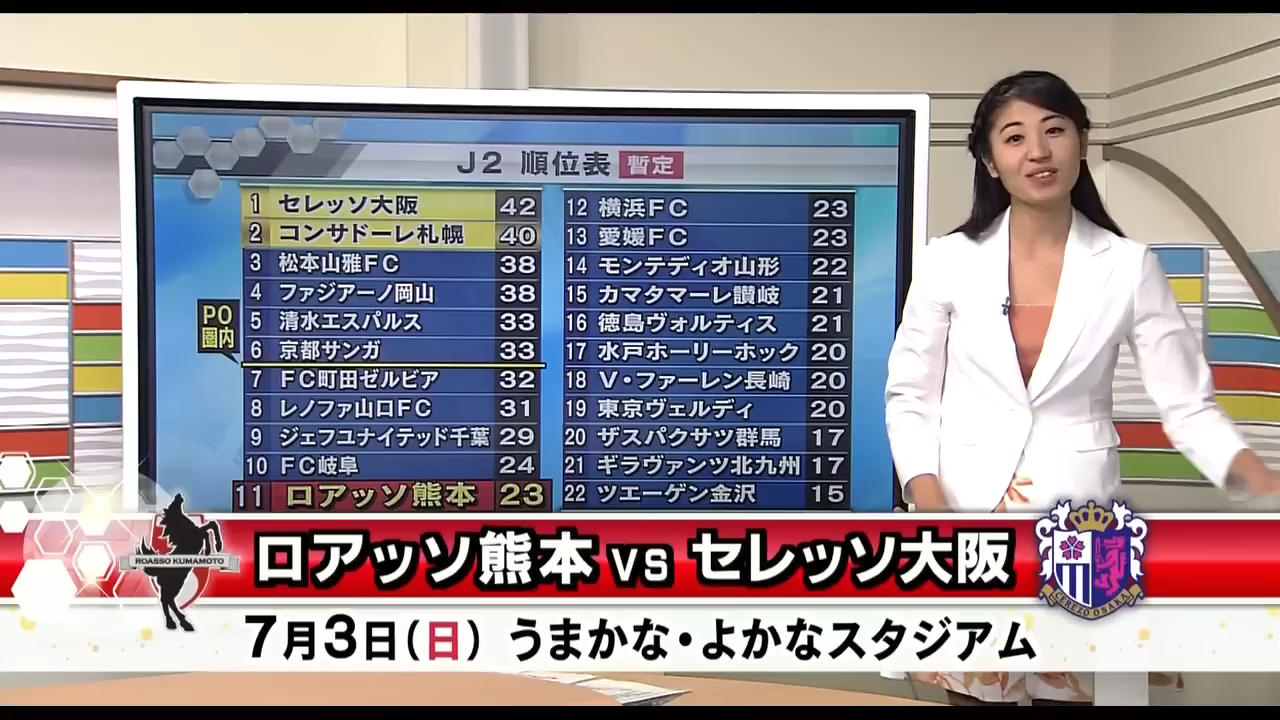 J2 順位表 暫定
1 セレッソ大阪 42
2 コンサドーレ札幌 40
3 松本山雅FC 38
4 ファジアーノ岡山 38
5 清水エスパルス 33
6 京都サンガ 33
7 FC町田ゼルビア 32
8 レノファ山口FC 31
9 ジェフユナイテッド千葉 29
10 FC岐阜 24
11 ロアッソ熊本 23
PO
圏内
12 横浜FC 23
13 愛媛FC 23
14 モンテディオ山形 22
15 カマタマーレ讃岐 21
16 徳島ヴォルティス 21
17 水戸ホーリーホック 20
18 V・ファーレン長崎 20
19 東京ヴェルディ 20
20 ザスパクサツ群馬 17
21 ギラヴァンツ北九州 17
22 ツエーゲン金沢 15
ROASSO KUMAMOTO
ロアッソ熊本 vs セレッソ大阪
CEREZO OSAKA
7月3日(日) うまかな・よかなスタジアム